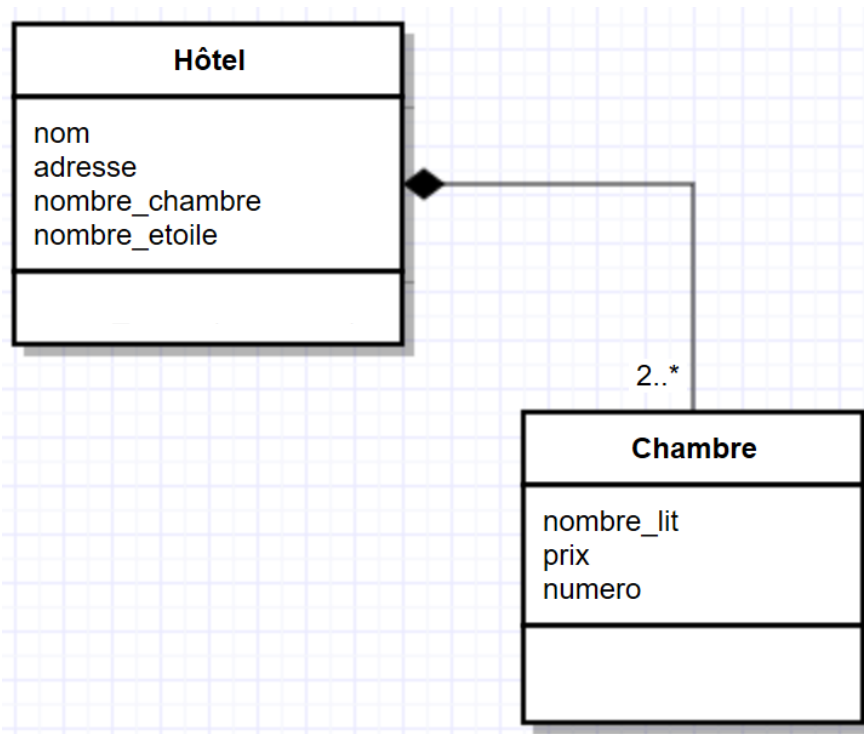 Hôtel
nom
adresse
nombre_chambre
nombre_etoile
2..*
Chambre
nombre_lit
prix
numero